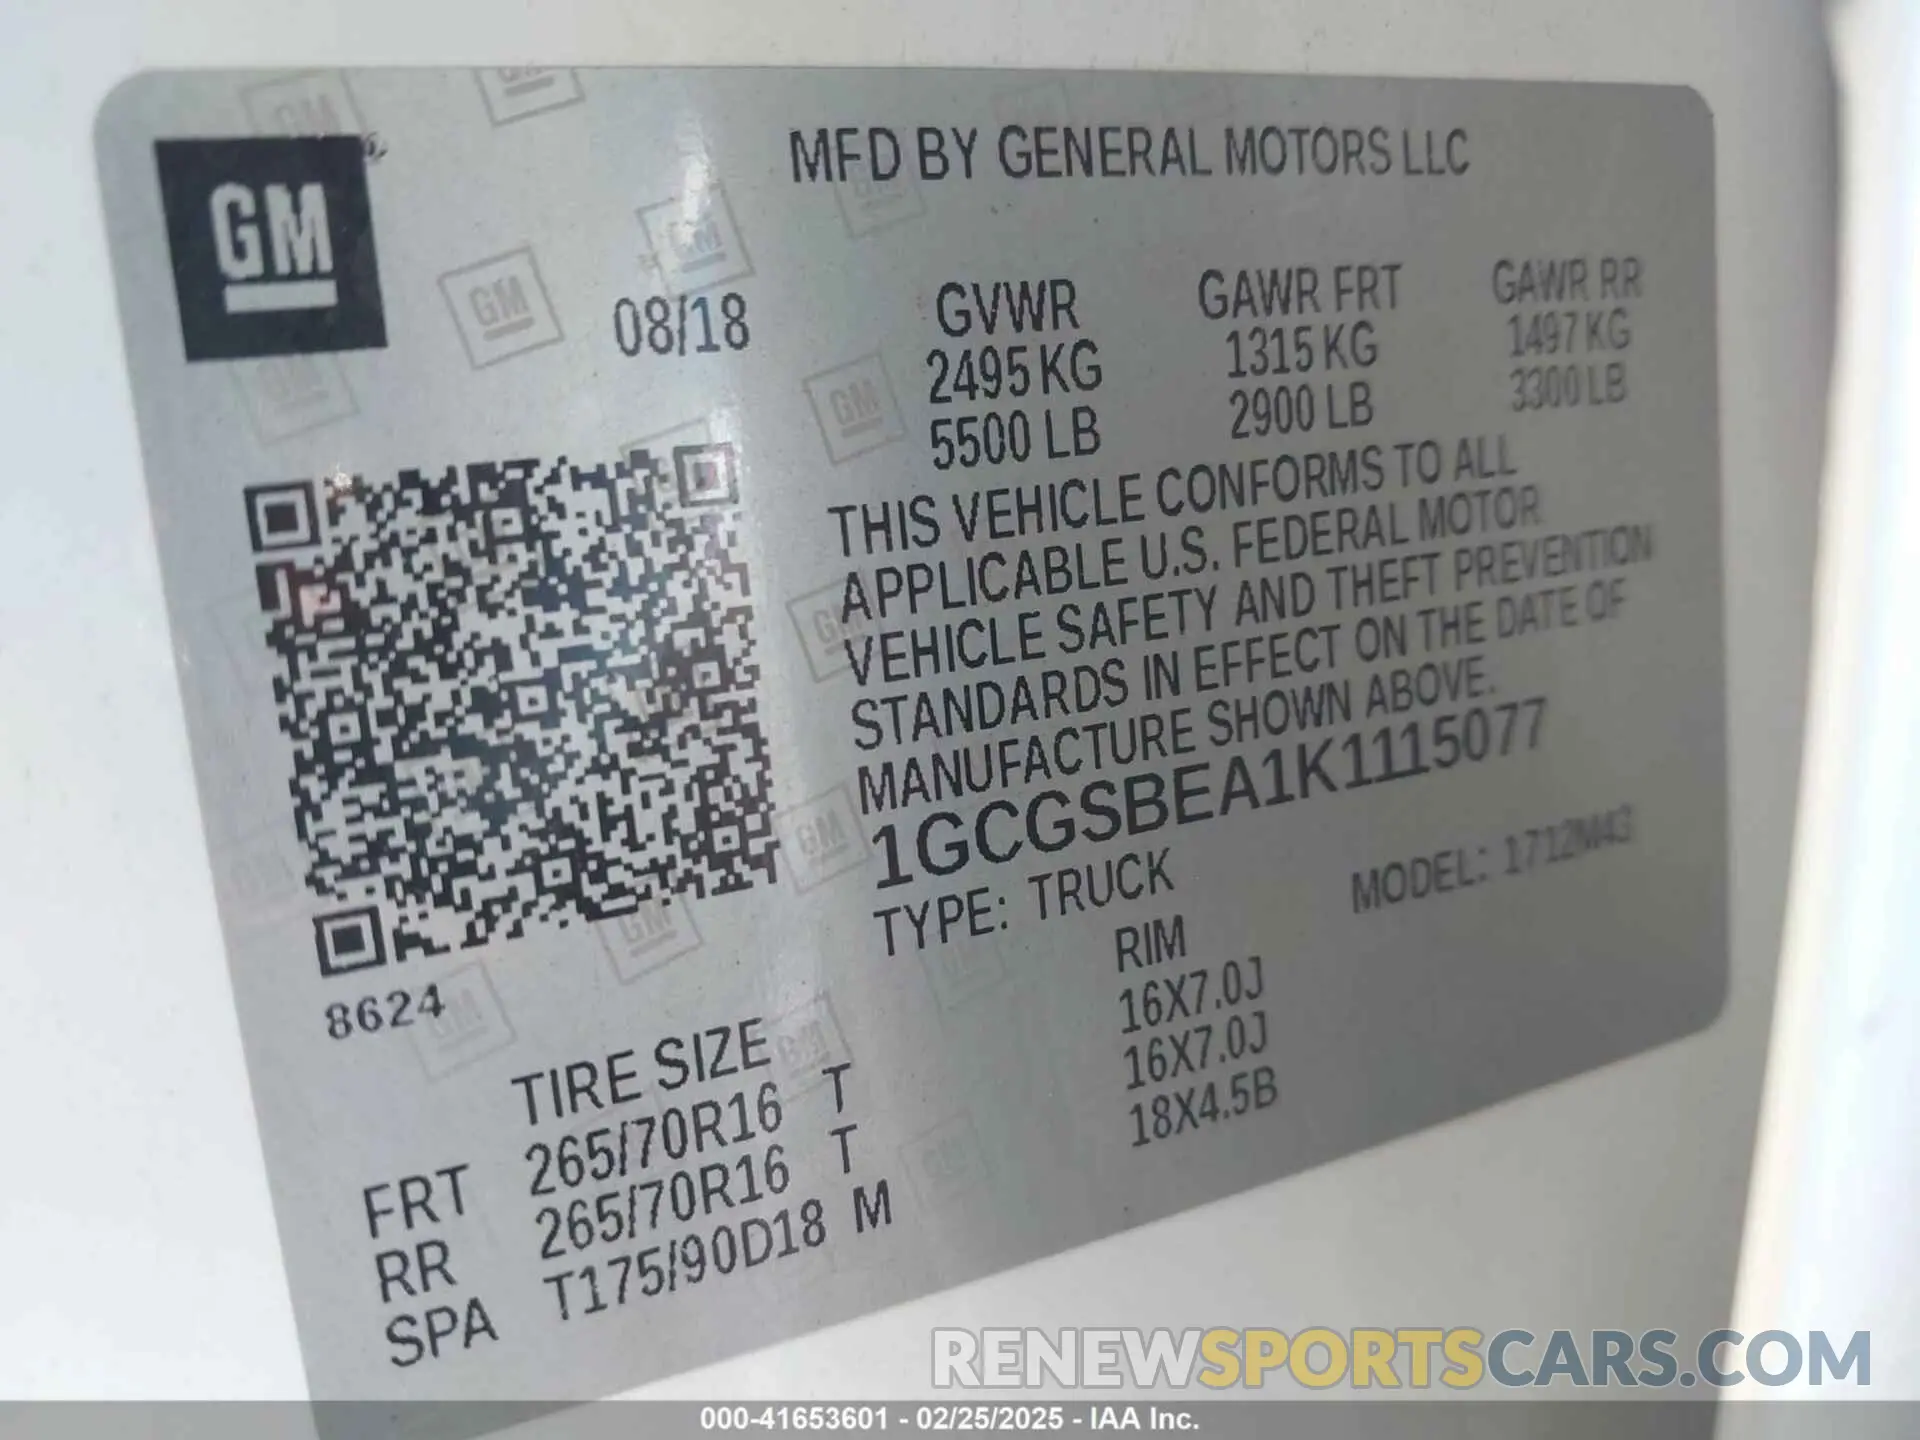 GM
MFD BY GENERAL MOTORS LLC
08/18
GVWR GAWR FRT GAWR RR
2495 KG 1315 KG 1497 KG
5500 LB 2900 LB 3300 LB
THIS VEHICLE CONFORMS TO ALL
APPLICABLE U.S. FEDERAL MOTOR
VEHICLE SAFETY AND THEFT PREVENTION
STANDARDS IN EFFECT ON THE DATE OF
MANUFACTURE SHOWN ABOVE.
1GCGSBEA1K1115077
TYPE: TRUCK MODEL: 1712M43
8624
TIRE SIZE RIM
FRT 265/70R16 T 16X7.0J
RR 265/70R16 T 16X7.0J
SPA T175/90D18 M 18X4.5B
RENEWSPORTSCARS.COM
000-41653601 - 02/25/2025 - IAA Inc.